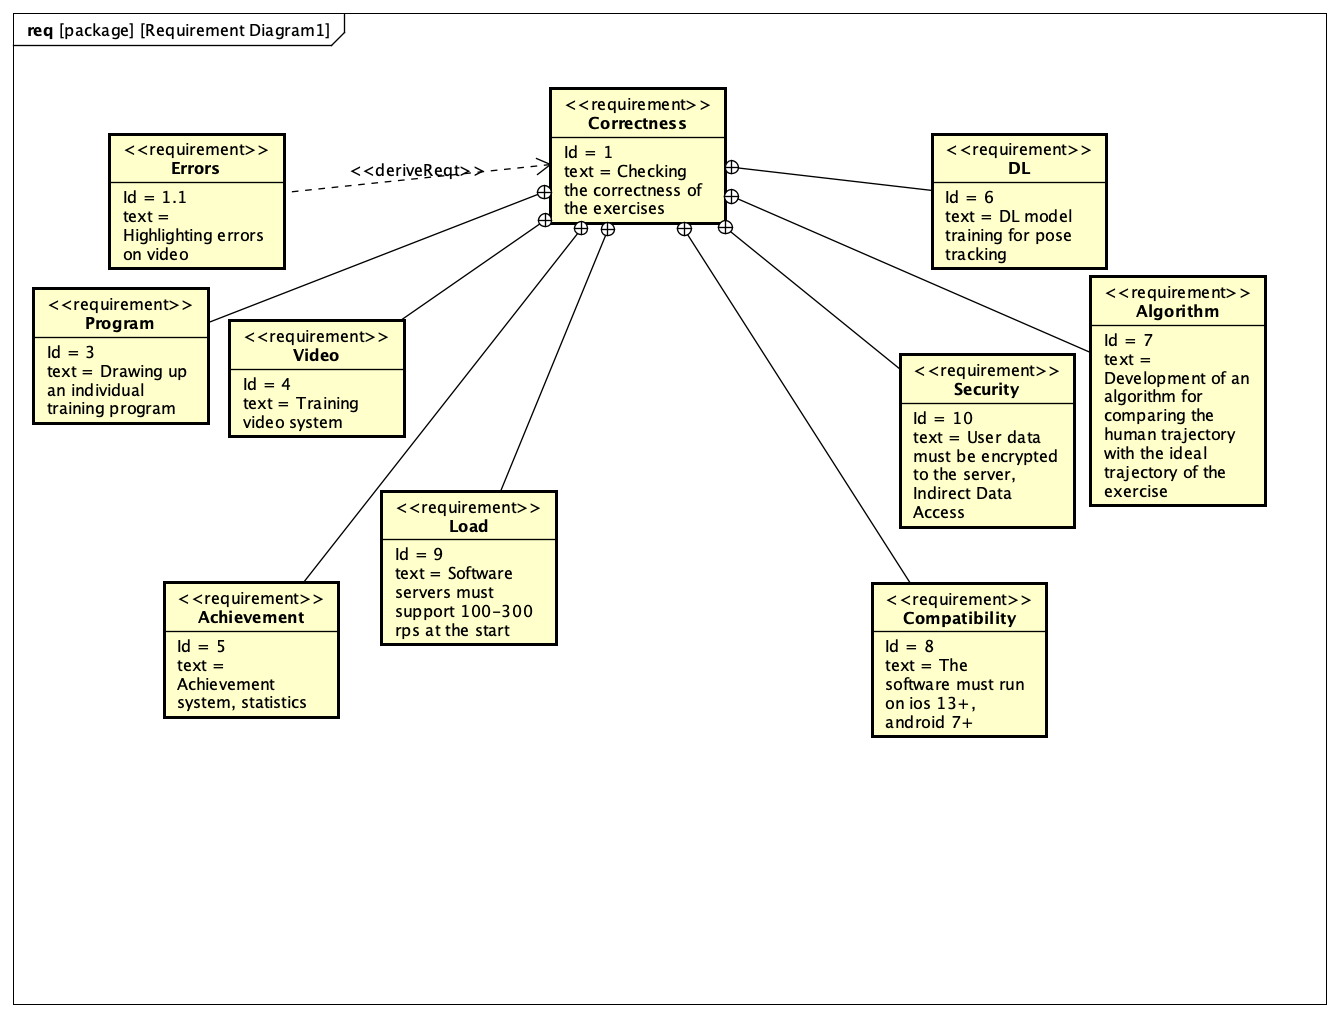 req [package] [Requirement Diagram1]
<<requirement>>
Correctness
Id = 1
text = Checking
the correctness of
the exercises
<<requirement>>
Errors
Id = 1.1
text =
Highlighting errors
on video
<<deriveReqt>>
<<requirement>>
DL
Id = 6
text = DL model
training for pose
tracking
<<requirement>>
Program
Id = 3
text = Drawing up
an individual
training program
<<requirement>>
Video
Id = 4
text = Training
video system
<<requirement>>
Algorithm
Id = 7
text =
Development of an
algorithm for
comparing the
human trajectory
with the ideal
trajectory of the
exercise
<<requirement>>
Security
Id = 10
text = User data
must be encrypted
to the server,
Indirect Data
Access
<<requirement>>
Load
Id = 9
text = Software
servers must
support 100-300
rps at the start
<<requirement>>
Achievement
Id = 5
text =
Achievement
system, statistics
<<requirement>>
Compatibility
Id = 8
text = The
software must run
on ios 13+,
android 7+